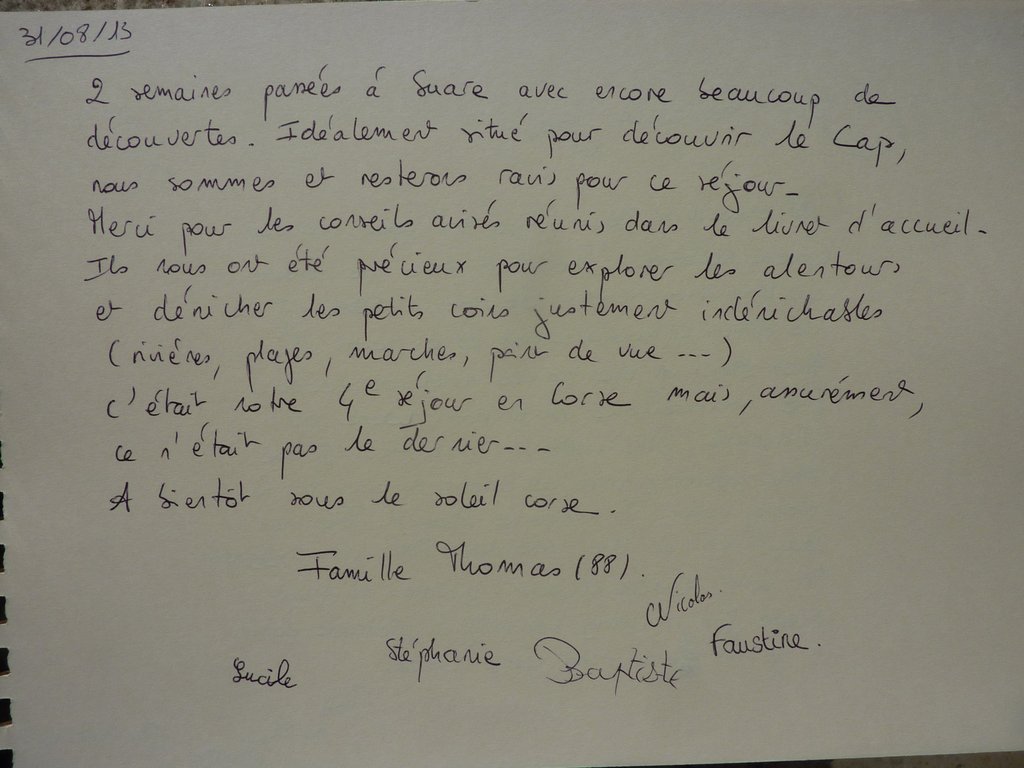 31/08/13
2 semaines passées à Suare avec encore beaucoup de
découvertes. Idéalement situé pour découvrir le Cap,
nous sommes et resterons ravis pour ce séjour_
Merci pour les conseils avisés réunis dans le livret d'accueil.
Ils nous ont été précieux pour explorer les alentours
et dénicher les petits coins justement indénichables
(rivières, plages, marches, point de vue ---)
C'était notre 4e séjour en Corse mais, assurément,
ce n'était pas le dernier---
A bientôt sous le soleil corse.
Famille Thomas (88).
Nicolas.
Lucile Stéphanie Baptiste Faustine.